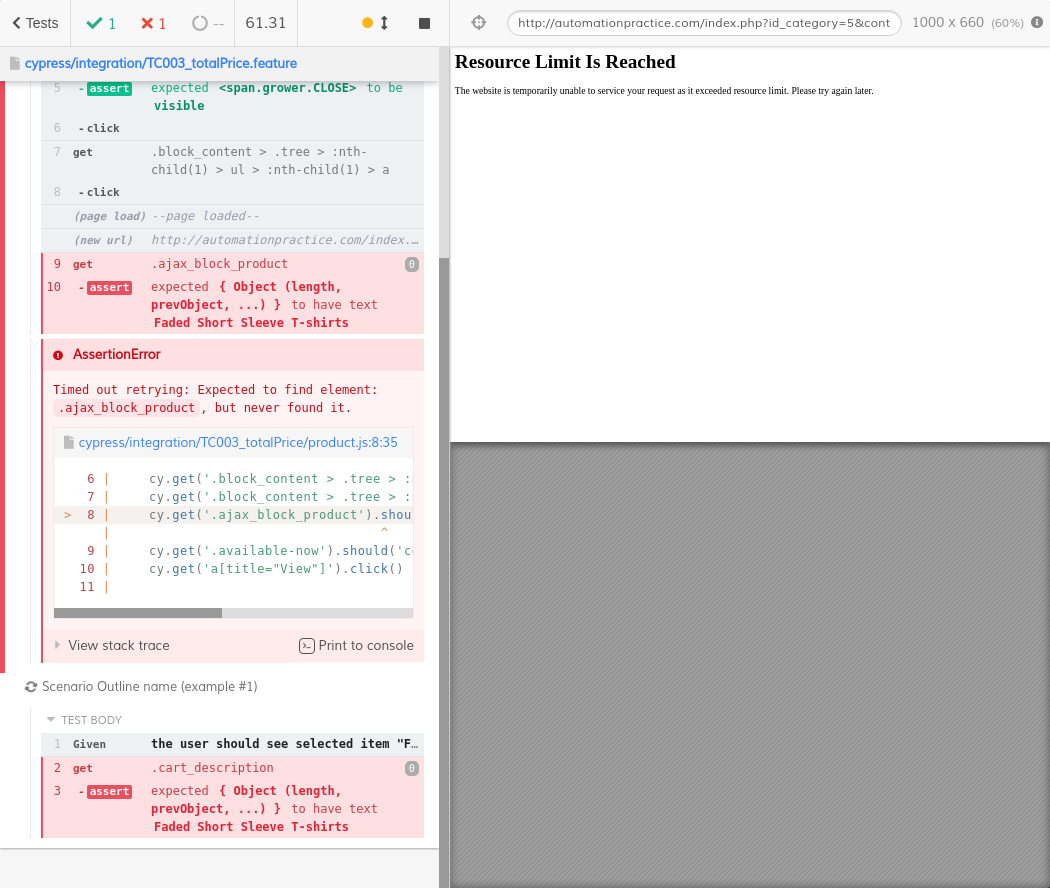 Tests 1 1 -- 61.31
cypress/integration/TC003_totalPrice.feature
5 -assert expected <span.grower.CLOSE> to be
visible
6 -click
7 get .block_content > .tree > :nth-
child(1) > ul > :nth-child(1) > a
8 -click
(page load) --page loaded--
(new url) http://automationpractice.com/index.…
9 get .ajax_block_product 0
10 -assert expected { Object (length,
prevObject, ...) } to have text
Faded Short Sleeve T-shirts
AssertionError
Timed out retrying: Expected to find element:
.ajax_block_product , but never found it.
cypress/integration/TC003_totalPrice/product.js:8:35
6 | cy.get('.block_content > .tree > :
7 | cy.get('.block_content > .tree > :
> 8 | cy.get('.ajax_block_product').shou
| ^
9 | cy.get('.available-now').should('c
10 | cy.get('a[title="View"]').click()
11 |
View stack trace Print to console
Scenario Outline name (example #1)
TEST BODY
1 Given the user should see selected item "F…
2 get .cart_description 0
3 -assert expected { Object (length,
prevObject, ...) } to have text
Faded Short Sleeve T-shirts
http://automationpractice.com/index.php?id_category=5&cont 1000 x 660 (60%)
Resource Limit Is Reached
The website is temporarily unable to service your request as it exceeded resource limit. Please try again later.